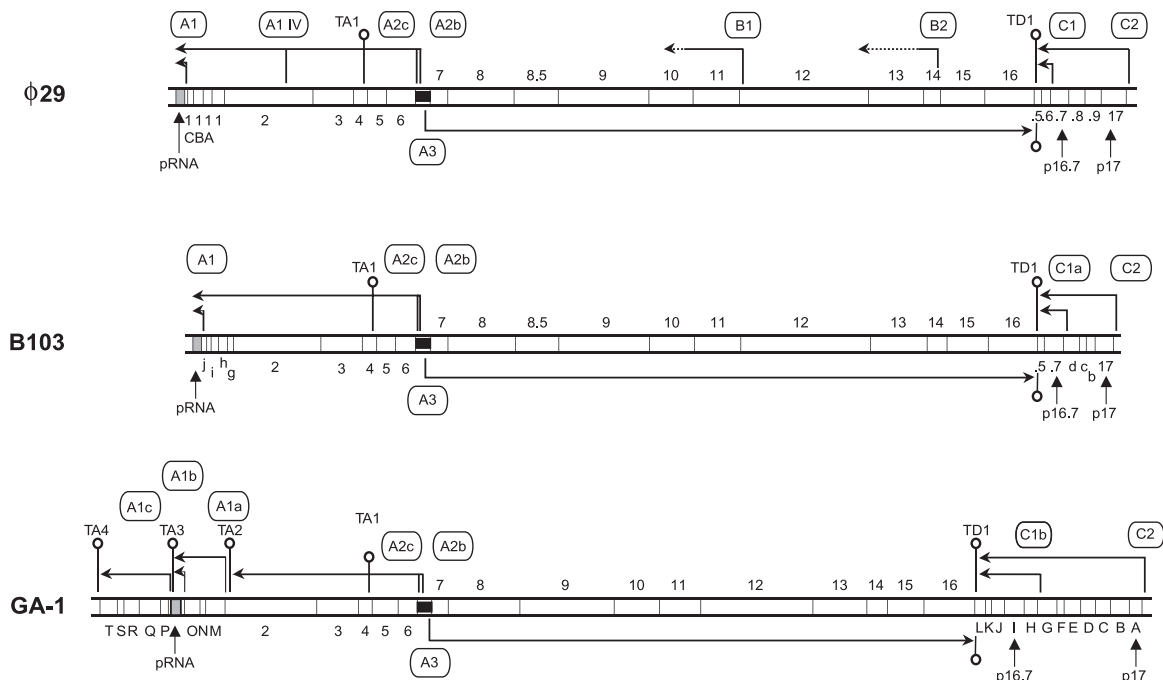 A1 A1 IV TA1 A2c A2b B1 B2 TD1 C1 C2
7 8 8.5 9 10 11 12 13 14 15 16
ϕ29
1 1 1 1 1 2 3 4 5 6 .5 .6 .7 .8 .9 17
C B A
A3
pRNA p16.7 p17
A1 TA1 A2c A2b TD1 C1a C2
7 8 8.5 9 10 11 12 13 14 15 16
B103
j i h g 2 3 4 5 6 .5 .7 d c b 17
pRNA A3 p16.7 p17
A1b
A1c A1a TA1
TA4 TA3 TA2 A2c A2b TD1 C1b C2
7 8 9 10 11 12 13 14 15 16
GA-1
T S R Q P O N M 2 3 4 5 6 L K J I H G F E D C B A
pRNA A3 p16.7 p17